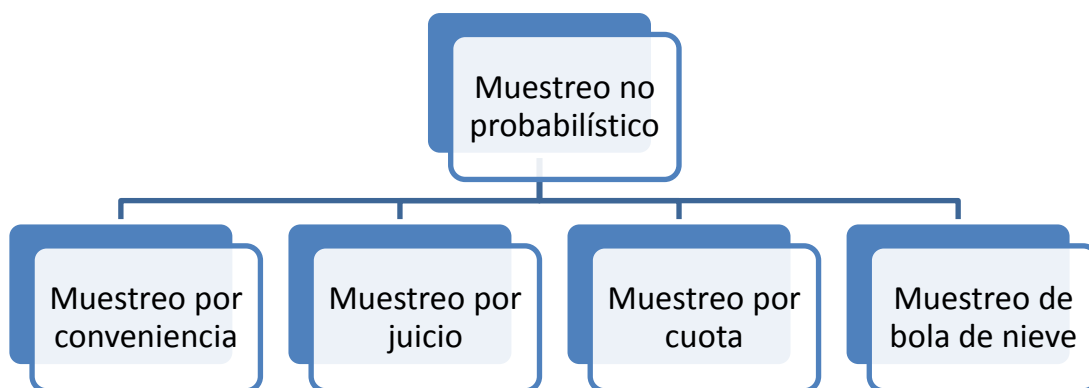 Muestreo no
probabilístico
Muestreo por
conveniencia
Muestreo por
juicio
Muestreo por
cuota
Muestreo de
bola de nieve